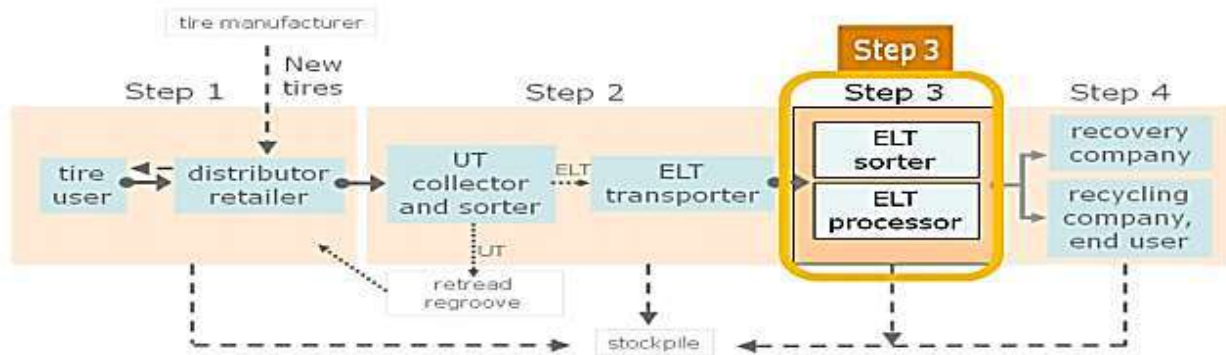 tire manufacturer
Step 3
New
tires
Step 1
Step 2
Step 3
Step 4
tire
user
distributor
retailer
UT
collector
and sorter
ELT
ELT
transporter
ELT
sorter
ELT
processor
recovery
company
recycling
company,
end user
UT
retread
regroove
stockpile